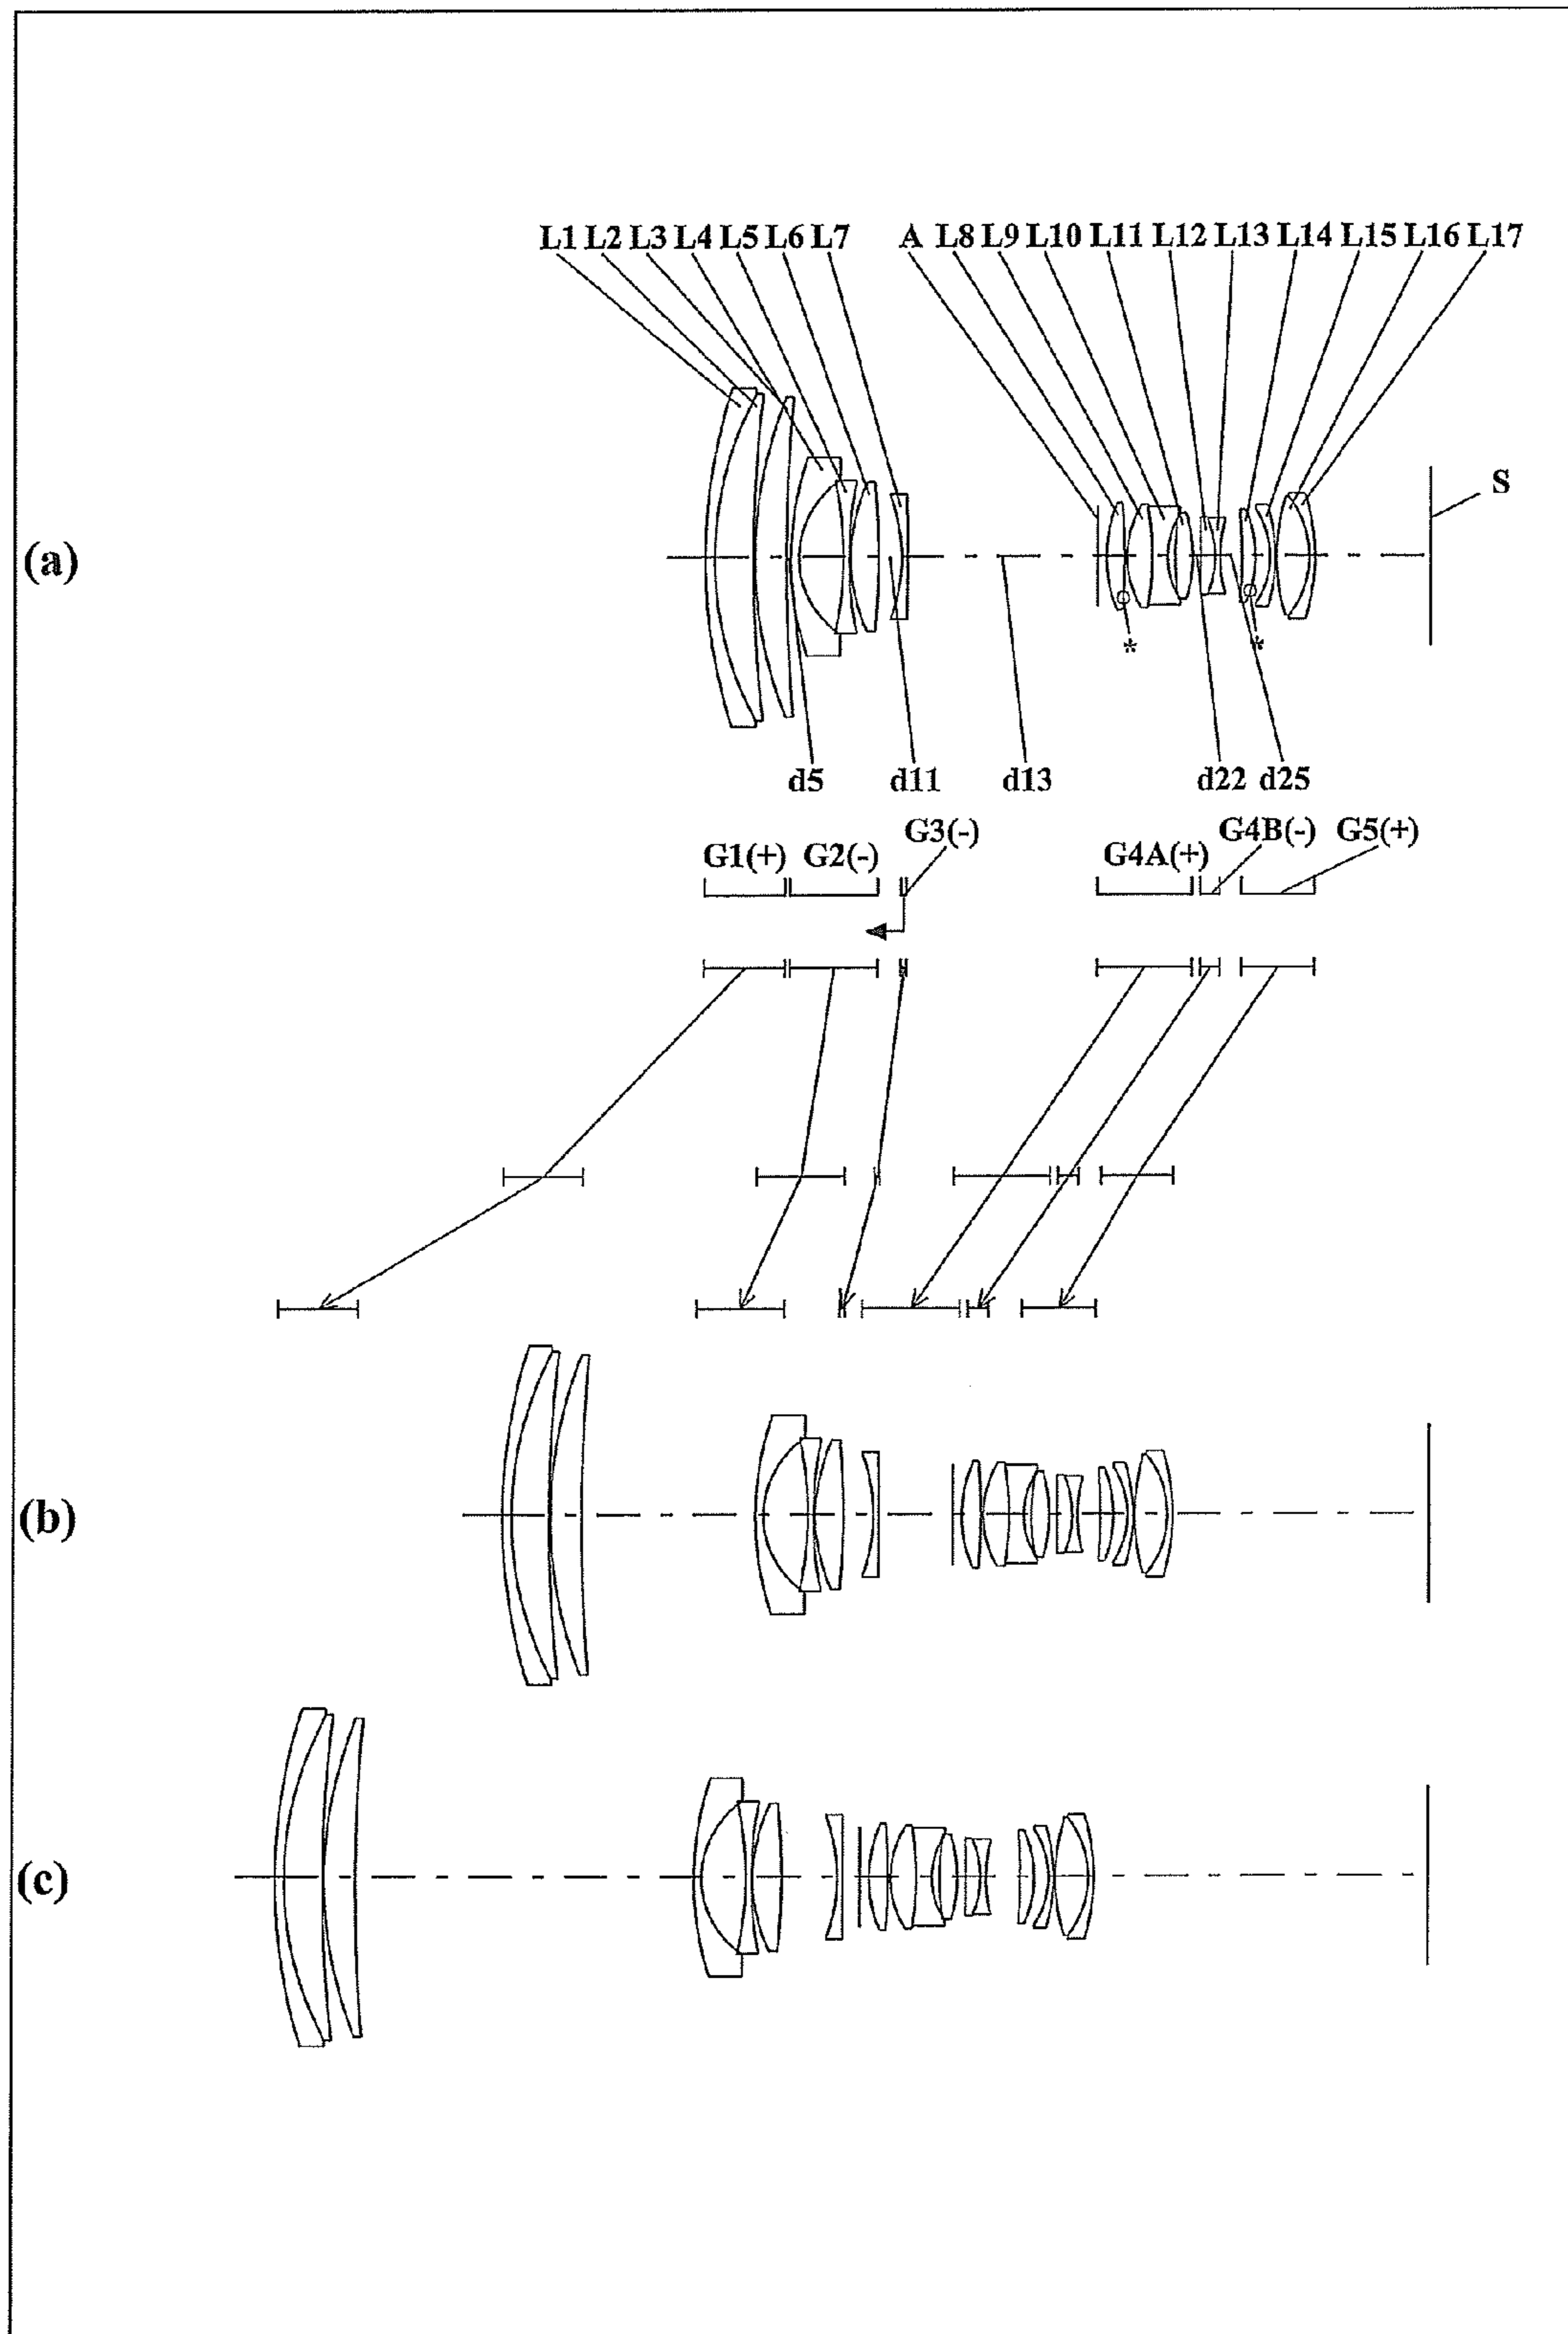 L1 L2 L3 L4 L5 L6 L7 A L8 L9 L10 L11 L12 L13 L14 L15 L16 L17
S
(a)
* *
d5 d11 d13 d22 d25
G1(+) G2(-) G3(-) G4A(+) G4B(-) G5(+)
(b)
(c)